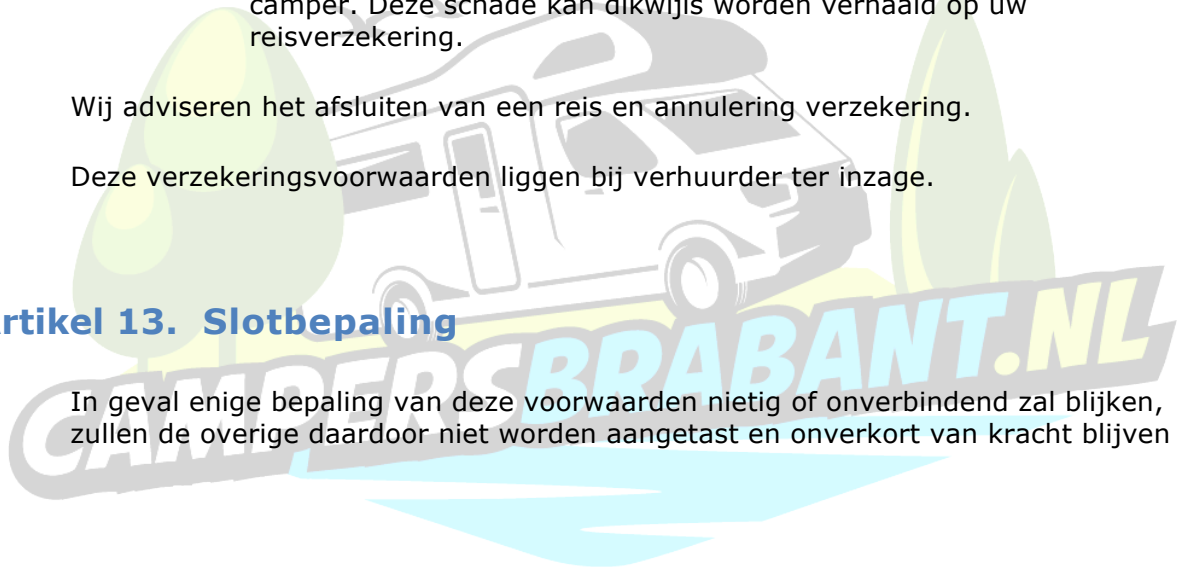 camper. Deze schade kan dikwijls worden verhaald op uw
reisverzekering.
Wij adviseren het afsluiten van een reis en annulering verzekering.
Deze verzekeringsvoorwaarden liggen bij verhuurder ter inzage.
rtikel 13. Slotbepaling
CAMPERSBRABANT.NL
In geval enige bepaling van deze voorwaarden nietig of onverbindend zal blijken,
zullen de overige daardoor niet worden aangetast en onverkort van kracht blijven